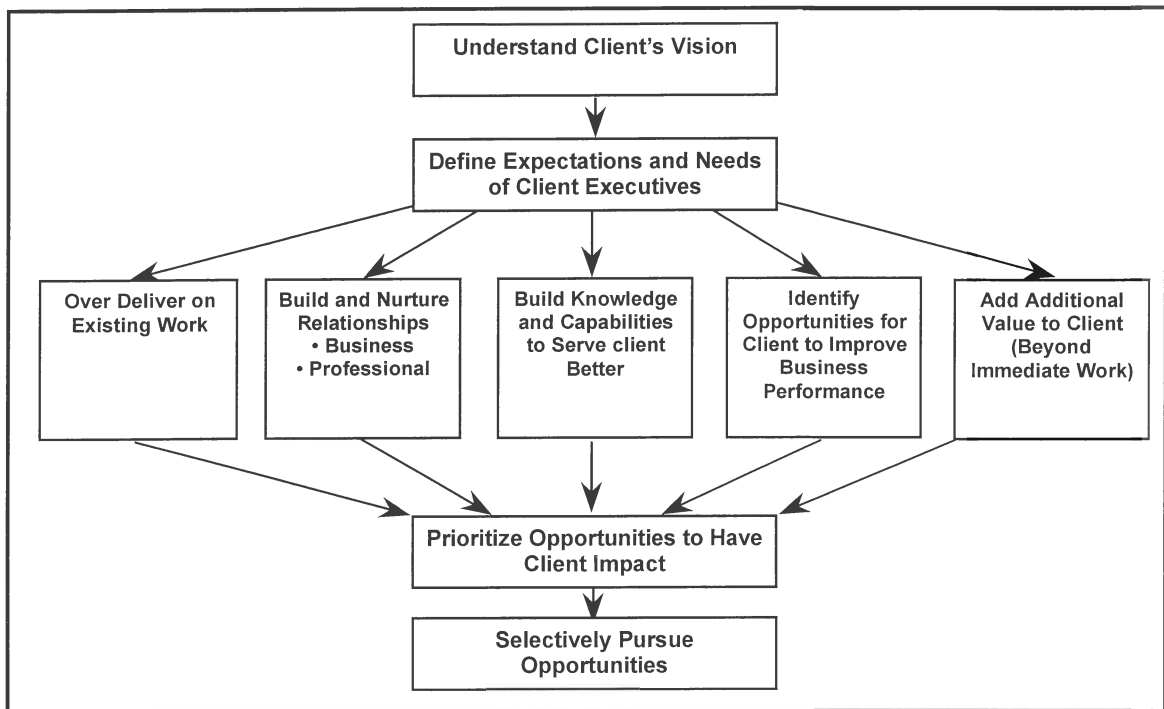 Understand Client's Vision
Define Expectations and Needs
of Client Executives
Over Deliver on
Existing Work
Build and Nurture
Relationships
• Business
• Professional
Build Knowledge
and Capabilities
to Serve client
Better
Identify
Opportunities for
Client to Improve
Business
Performance
Add Additional
Value to Client
(Beyond
Immediate Work)
Prioritize Opportunities to Have
Client Impact
Selectively Pursue
Opportunities